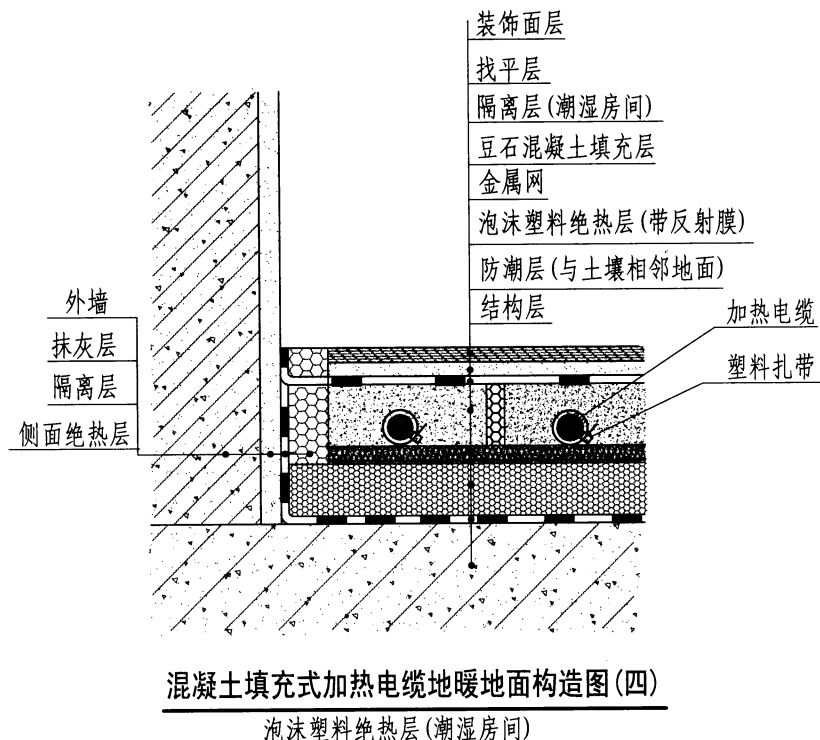 装饰面层
找平层
隔离层(潮湿房间)
豆石混凝土填充层
金属网
泡沫塑料绝热层(带反射膜)
防潮层(与土壤相邻地面)
结构层
外墙
抹灰层
隔离层
侧面绝热层
加热电缆
塑料扎带
混凝土填充式加热电缆地暖地面构造图(四)
泡沫塑料绝热层(潮湿房间)